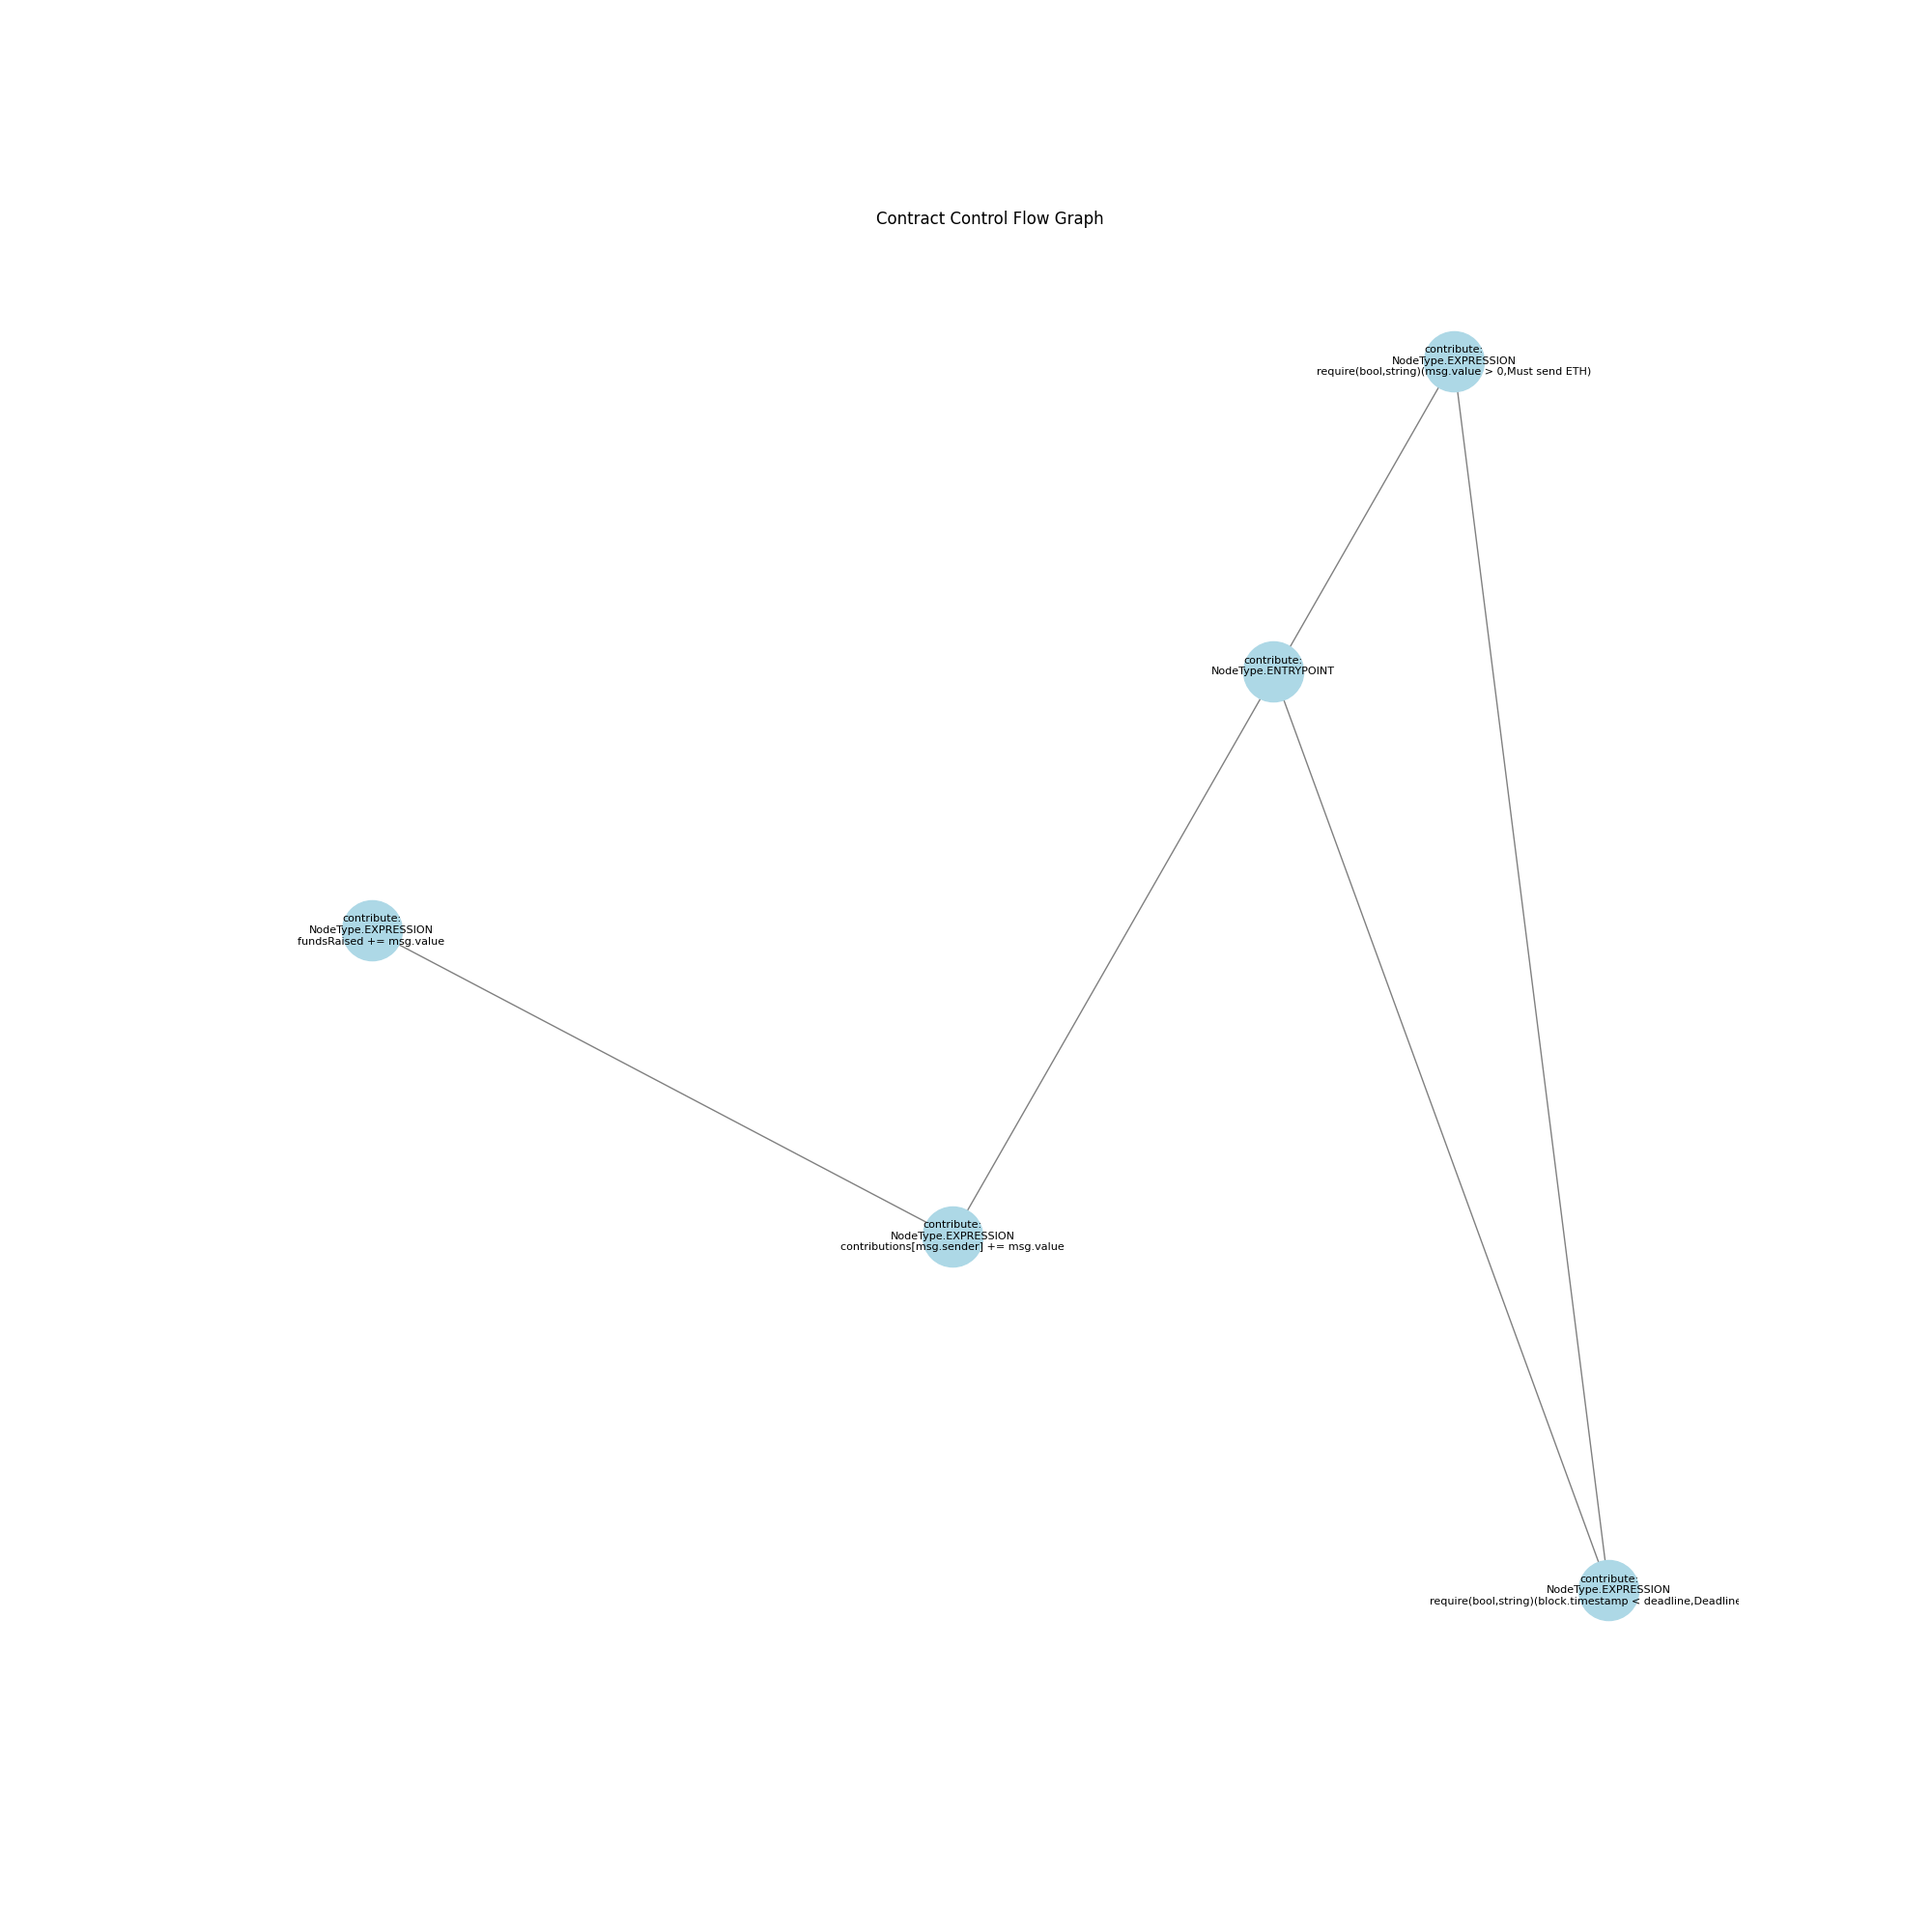 Contract Control Flow Graph
contribute:
NodeType.EXPRESSION
require(bool,string)(msg.value > 0,Must send ETH)
contribute:
NodeType.ENTRYPOINT
contribute:
NodeType.EXPRESSION
fundsRaised += msg.value
contribute:
NodeType.EXPRESSION
contributions[msg.sender] += msg.value
contribute:
NodeType.EXPRESSION
require(bool,string)(block.timestamp < deadline,Deadline